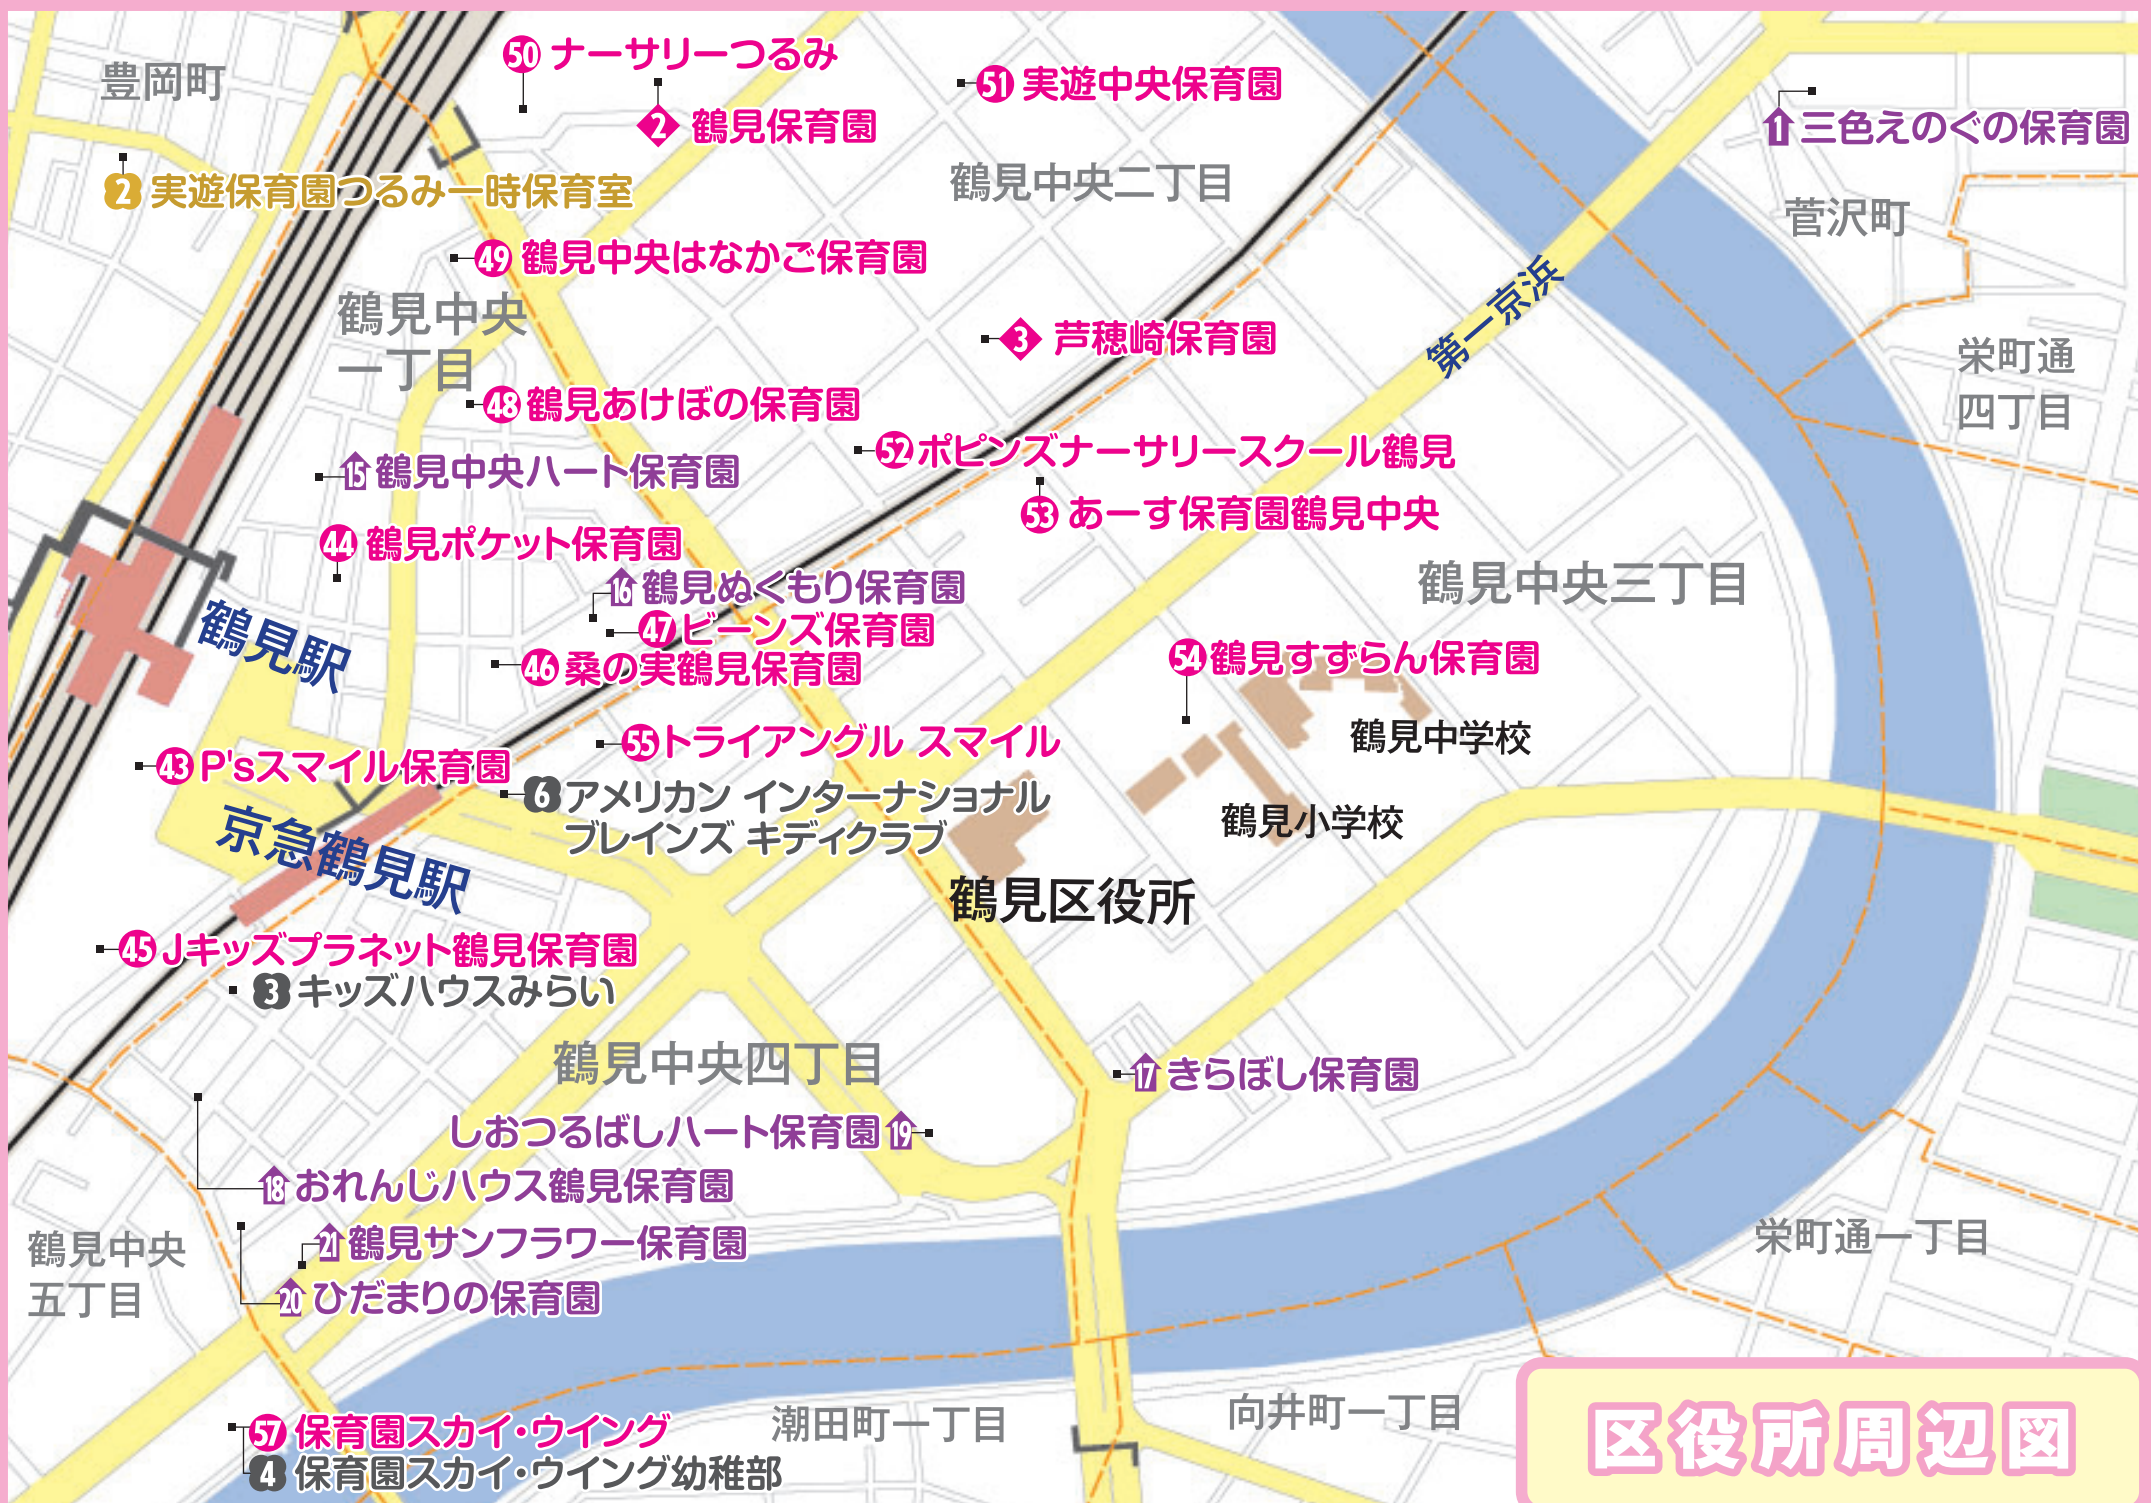 50 ナーサリーつるみ
豊岡町
51 実遊中央保育園
2 鶴見保育園
1 三色えのぐの保育園
鶴見中央二丁目
2 実遊保育園つるみ一時保育室
菅沢町
49 鶴見中央はなかご保育園
第一京浜
鶴見中央
一丁目
3 芦穂崎保育園
栄町通
四丁目
48 鶴見あけぼの保育園
52 ポピンズナーサリースクール鶴見
15 鶴見中央ハート保育園
53 あーす保育園鶴見中央
44 鶴見ポケット保育園
16 鶴見ぬくもり保育園
鶴見中央三丁目
47 ビーンズ保育園
鶴見駅
46 桑の実鶴見保育園
54 鶴見すずらん保育園
55 トライアングル スマイル
鶴見中学校
43 P'sスマイル保育園
6 アメリカン インターナショナル
ブレインズ キディクラブ
鶴見小学校
京急鶴見駅
鶴見区役所
45 Jキッズプラネット鶴見保育園
3 キッズハウスみらい
鶴見中央四丁目
17 きらぼし保育園
しおつるばしハート保育園 19
18 おれんじハウス鶴見保育園
21 鶴見サンフラワー保育園
鶴見中央
五丁目
栄町通一丁目
20 ひだまりの保育園
潮田町一丁目
向井町一丁目
57 保育園スカイ・ウイング
4 保育園スカイ・ウイング幼稚部
区役所周辺図